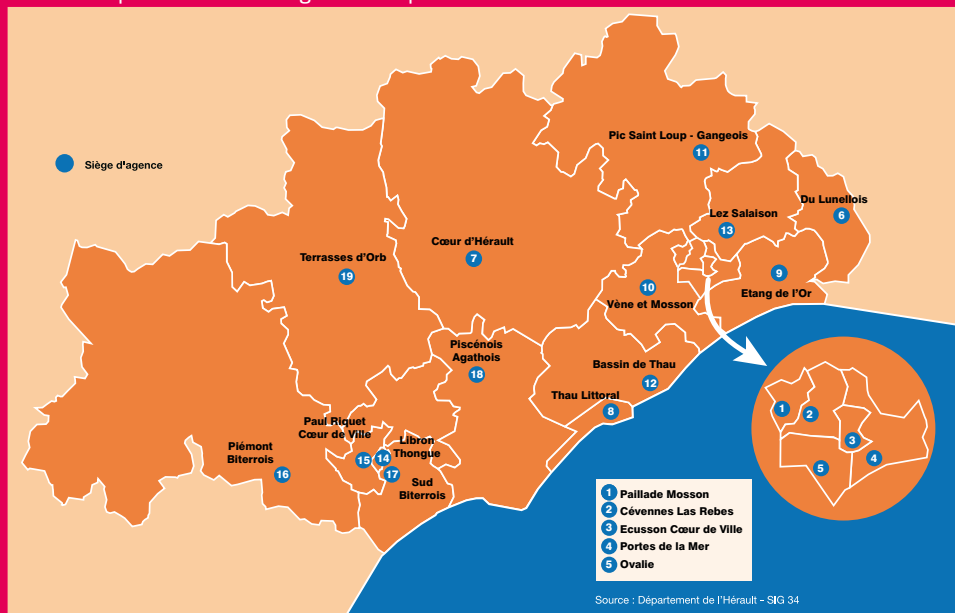 Pic Saint Loup - Gangeois
11
Siège d'agence
Du Lunellois
6
Lez Salaison
13
Cœur d'Hérault
7
Terrasses d'Orb
19
9
Etang de l'Or
10
Vène et Mosson
Piscénois
Agathois
18
Bassin de Thau
12
Thau Littoral
8
Paul Riquet
Cœur de Ville
15
14
Libron
Thongue
17
Sud
Biterrois
Piémont
Biterrois
16
1
2
3
4
5
1 Paillade Mosson
2 Cévennes Las Rebes
3 Ecusson Cœur de Ville
4 Portes de la Mer
5 Ovalie
Source : Département de l'Hérault - SIG 34